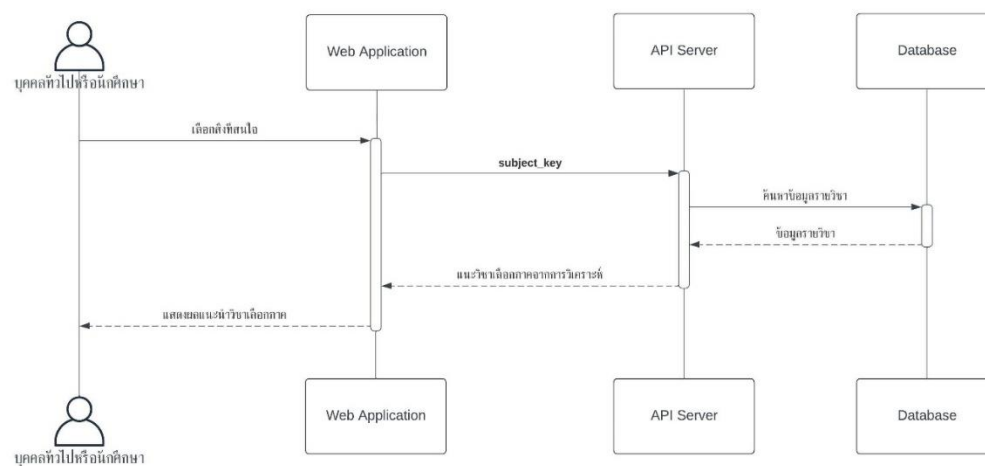 Web Application
API Server
Database
บุคคลทั่วไปหรือนักศึกษา
เลือกสิ่งที่สนใจ
subject_key
ค้นหาข้อมูลรายวิชา
ข้อมูลรายวิชา
แนะวิชาเลือกภาคจากการวิเคราะห์
แสดงผลแนะนำวิชาเลือกภาค
Web Application
API Server
Database
บุคคลทั่วไปหรือนักศึกษา